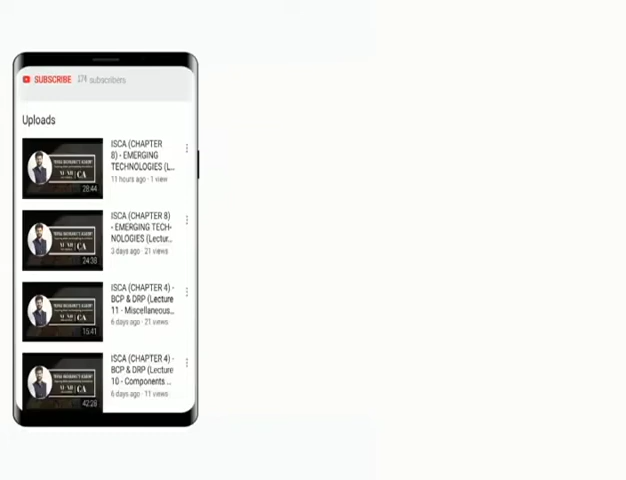 SUBSCRIBE 174 subscribers
Uploads
ISCA (CHAPTER
8) - EMERGING
TECHNOLOGIES (L...
11 hours ago · 1 view
28:44
ISCA (CHAPTER 8)
- EMERGING TECH-
NOLOGIES (Lectur...
3 days ago · 21 views
24:38
ISCA (CHAPTER 4) -
BCP & DRP (Lecture
11 - Miscellaneous...
6 days ago · 21 views
15:41
ISCA (CHAPTER 4) -
BCP & DRP (Lecture
10 - Components ...
6 days ago · 11 views
42:28